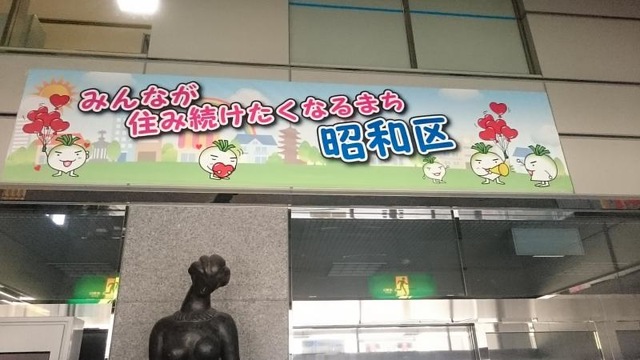 みんなが
住み続けたくなるまち
昭和区